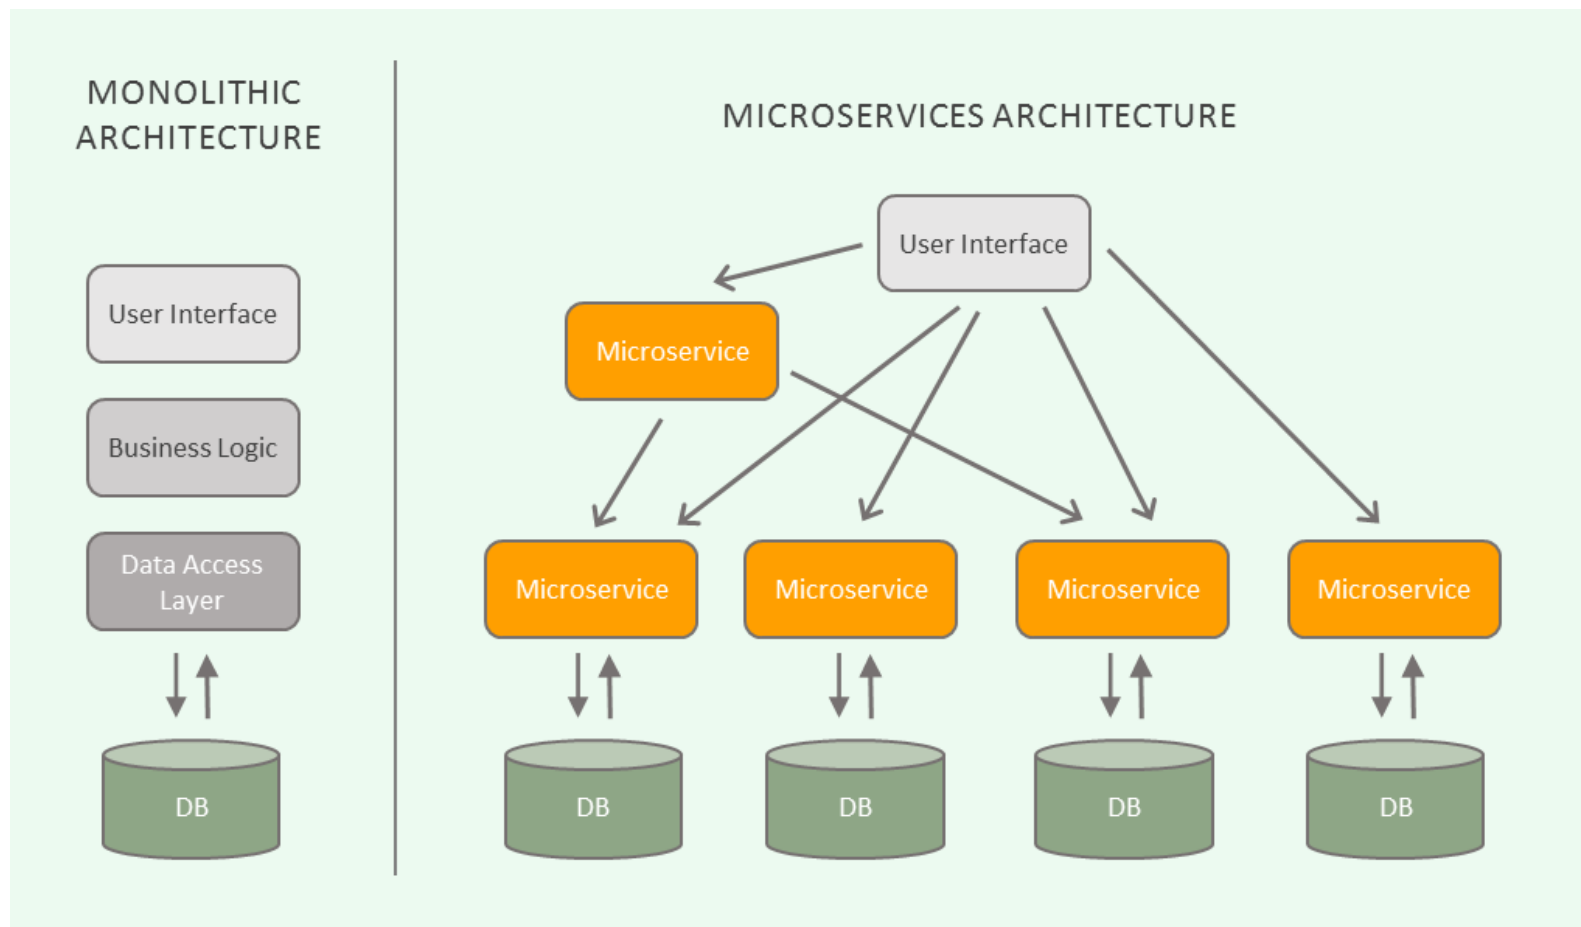 MONOLITHIC
ARCHITECTURE
User Interface
Business Logic
Data Access
Layer
DB
MICROSERVICES ARCHITECTURE
User Interface
Microservice
Microservice
Microservice
Microservice
Microservice
DB
DB
DB
DB